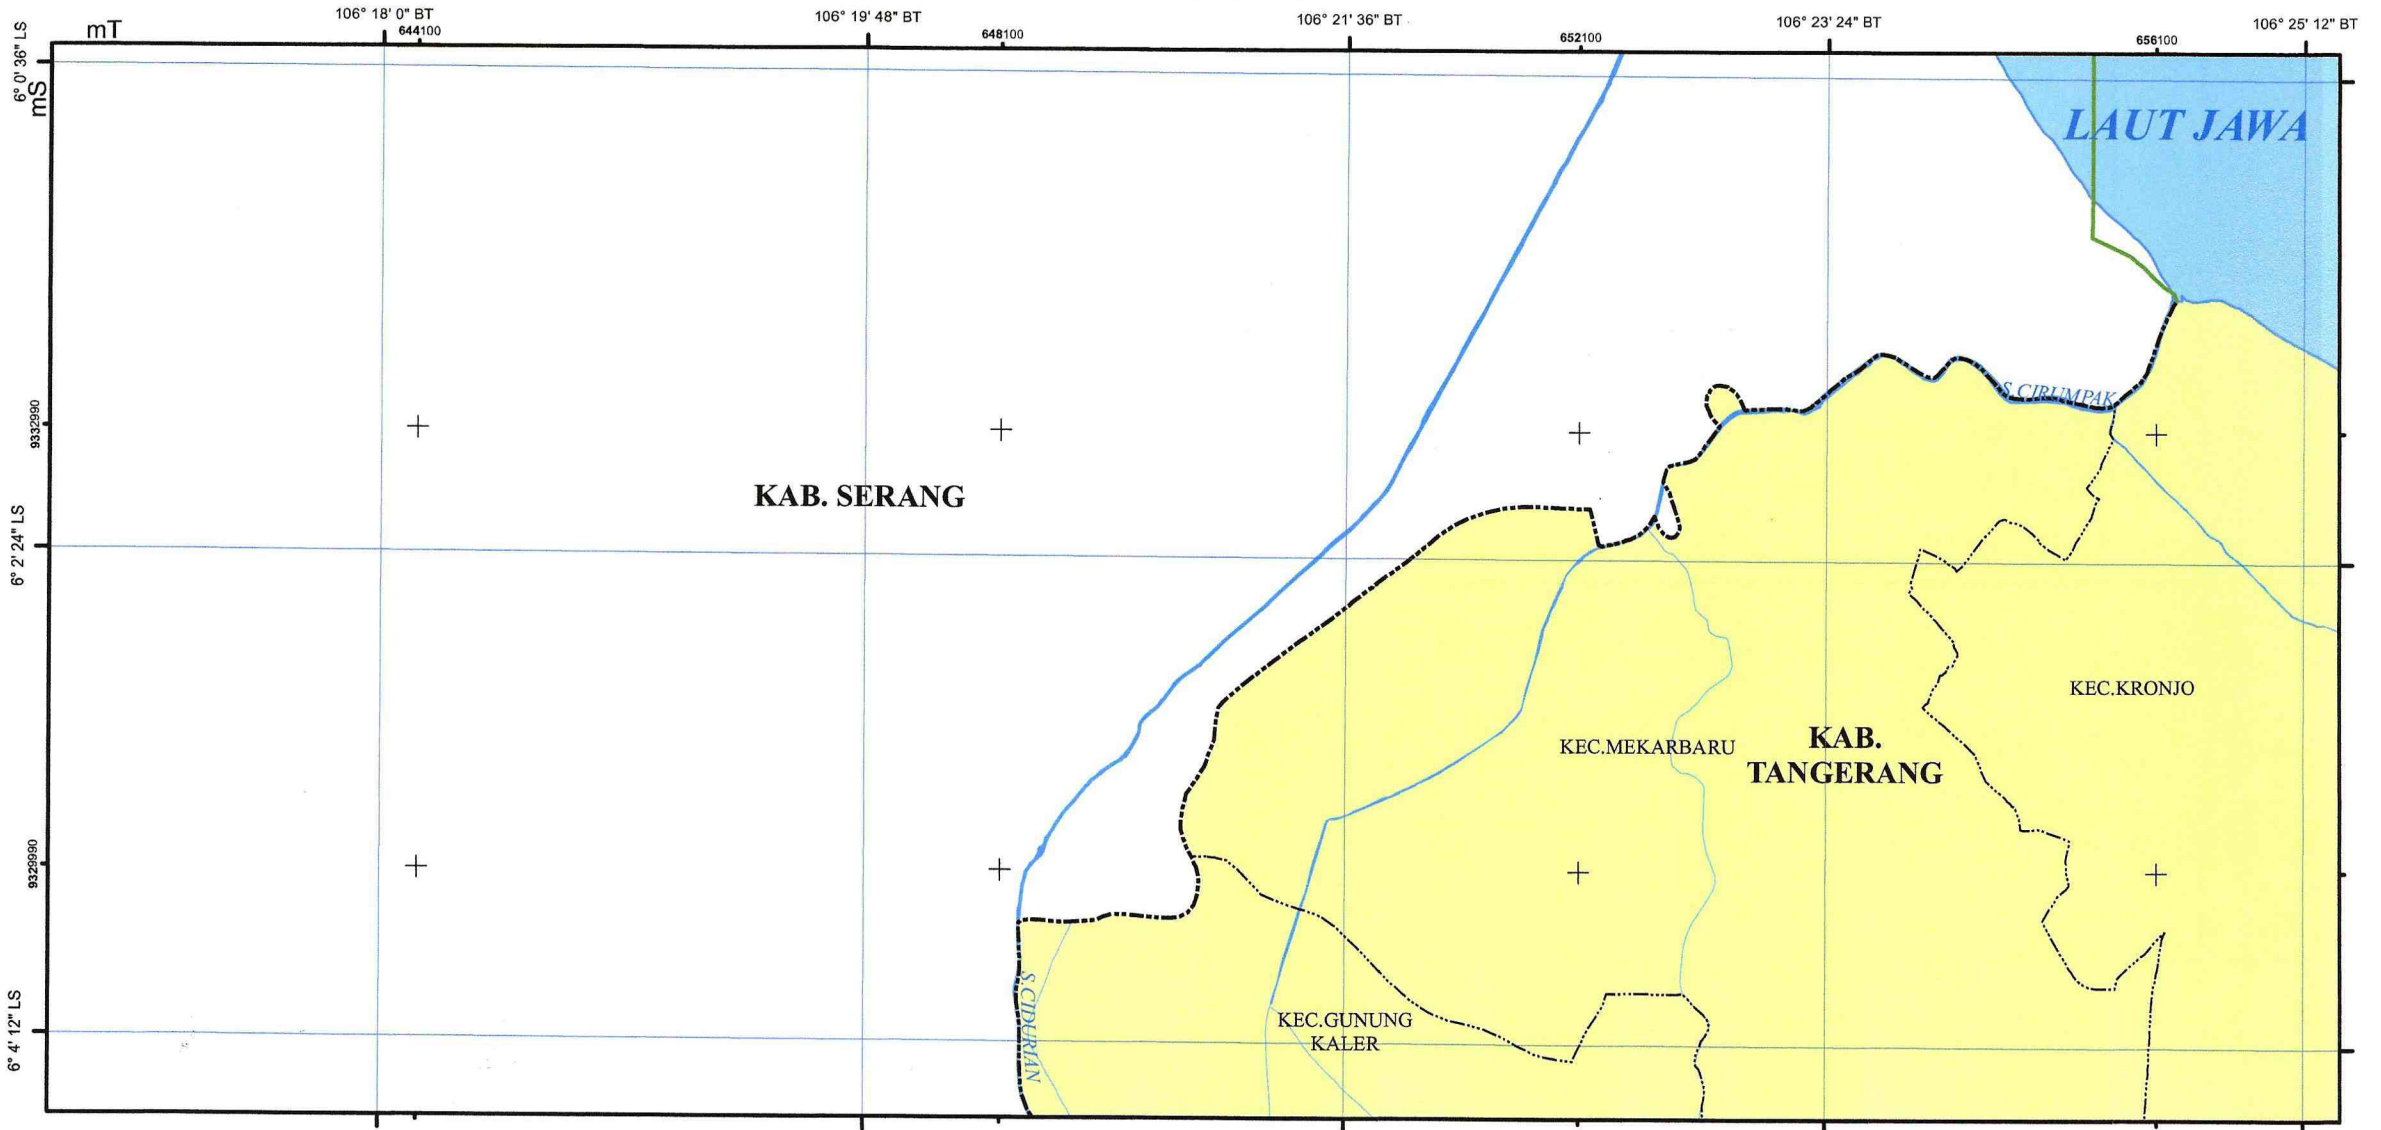 106° 18' 0" BT
106° 19' 48" BT
106° 21' 36" BT
106° 23' 24" BT
106° 25' 12" BT
mT
644100
648100
652100
656100
6° 0' 36" LS
mS
LAUT JAWA
S.CIRUMPAK
9332990
KAB. SERANG
6° 2' 24" LS
KEC.KRONJO
KEC.MEKARBARU
KAB.
TANGERANG
9329990
S.CIDURIAN
6° 4' 12" LS
KEC.GUNUNG
KALER